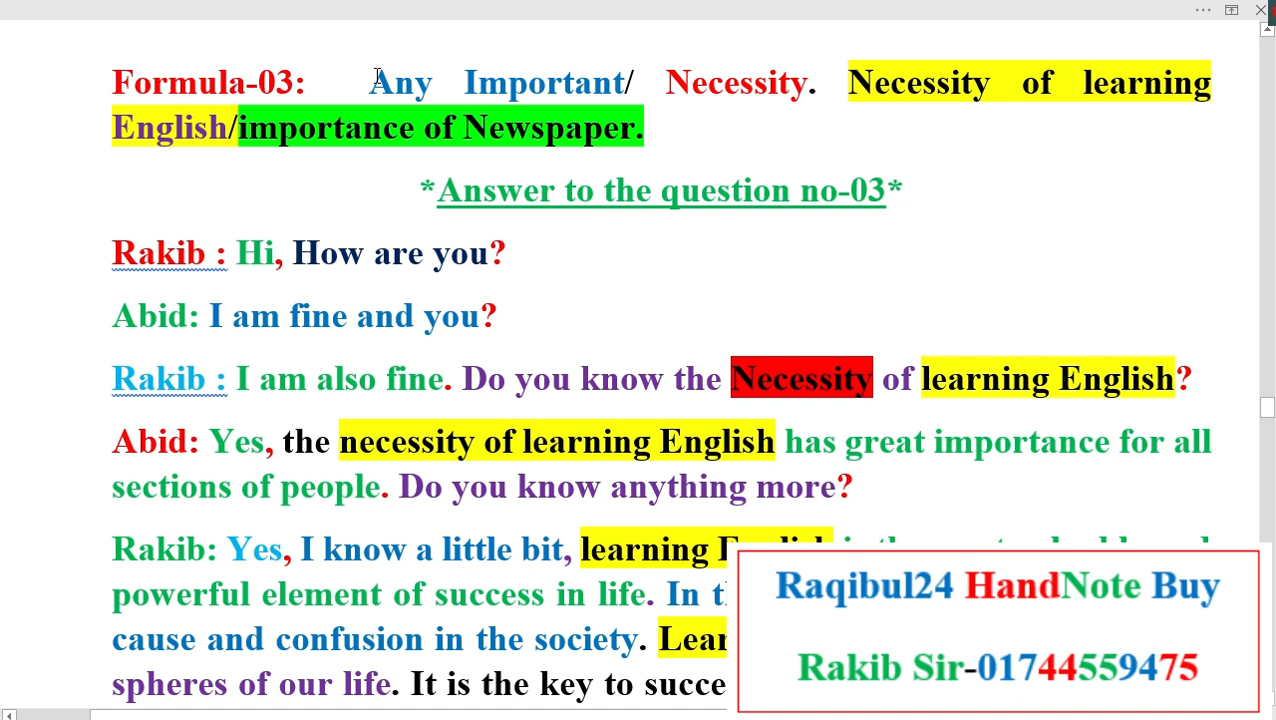 Formula-03: Any Important/ Necessity. Necessity of learning
English/importance of Newspaper.
*Answer to the question no-03*
Rakib : Hi, How are you?
Abid: I am fine and you?
Rakib : I am also fine. Do you know the Necessity of learning English?
Abid: Yes, the necessity of learning English has great importance for all
sections of people. Do you know anything more?
Rakib: Yes, I know a little bit, learning
powerful element of success in life. In
cause and confusion in the society.
spheres of our life. It is the key to
Raqibul24 HandNote Buy
Rakib Sir-01744559475